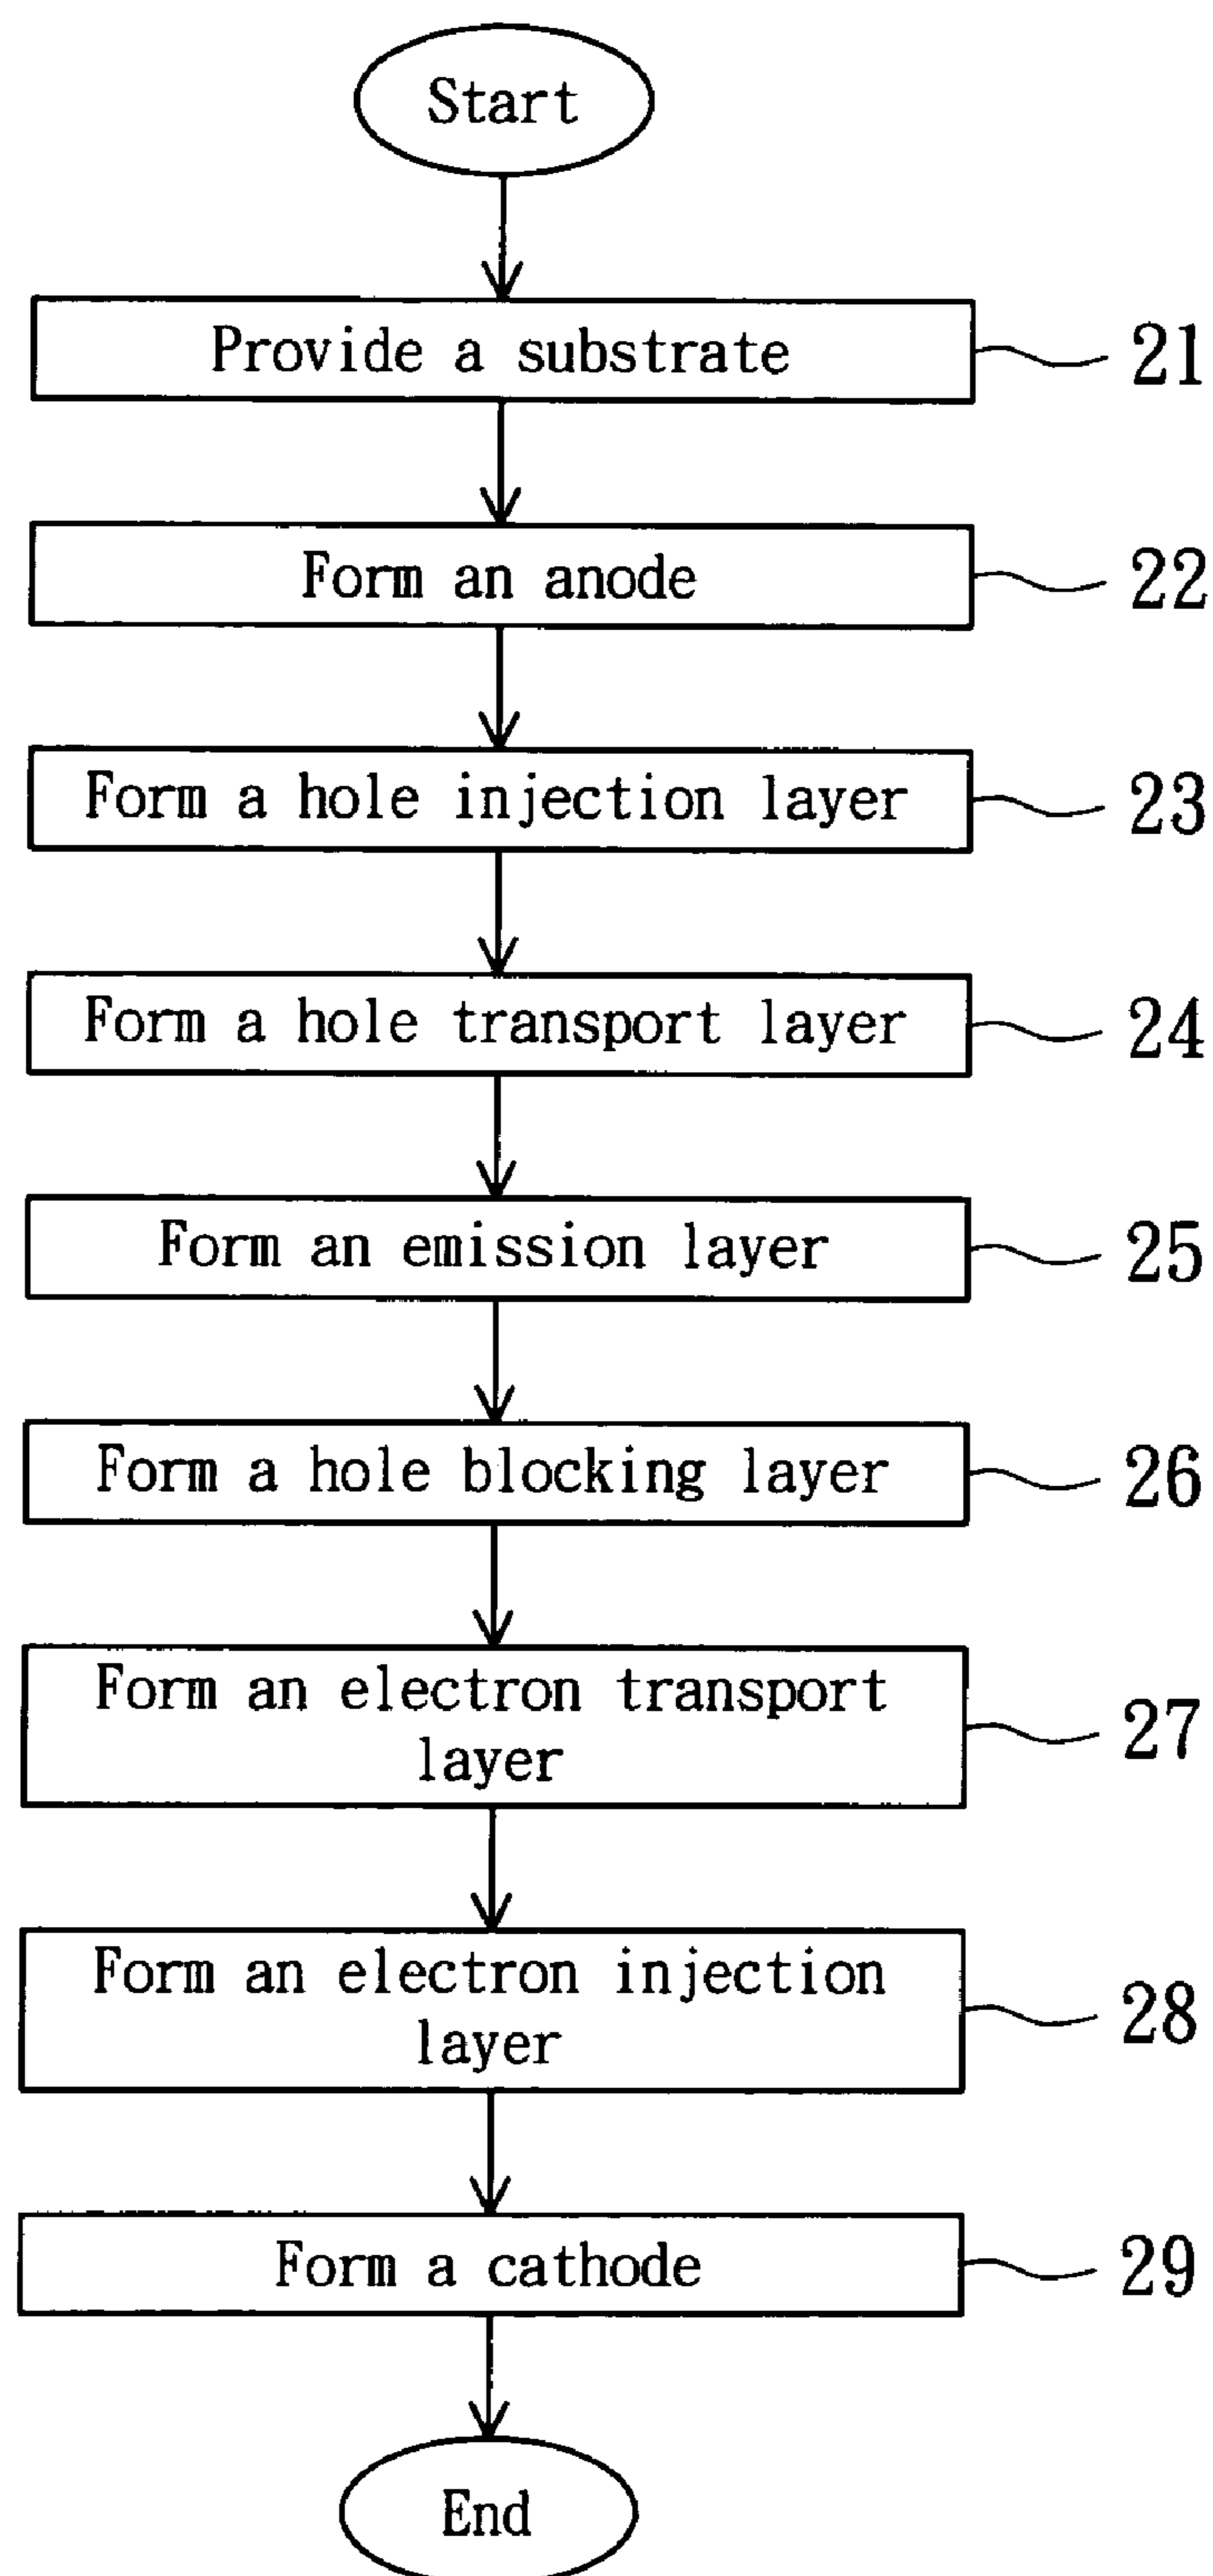 Start
Provide a substrate
21
Form an anode
22
Form a hole injection layer
23
Form a hole transport layer
24
Form an emission layer
25
Form a hole blocking layer
26
Form an electron transport
layer
27
Form an electron injection
layer
28
Form a cathode
29
End